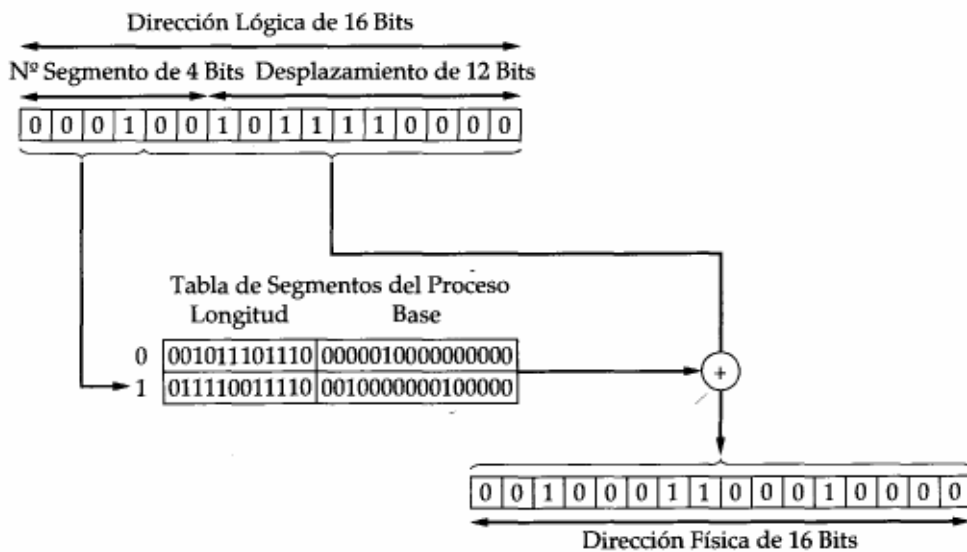 Dirección Lógica de 16 Bits
Nº Segmento de 4 Bits Desplazamiento de 12 Bits
0 0 0 1 0 0 1 0 1 1 1 1 0 0 0 0
Tabla de Segmentos del Proceso
Longitud Base
0 001011101110 0000010000000000
1 011110011110 0010000000100000
+
0 0 1 0 0 0 1 1 0 0 0 1 0 0 0 0
Dirección Física de 16 Bits